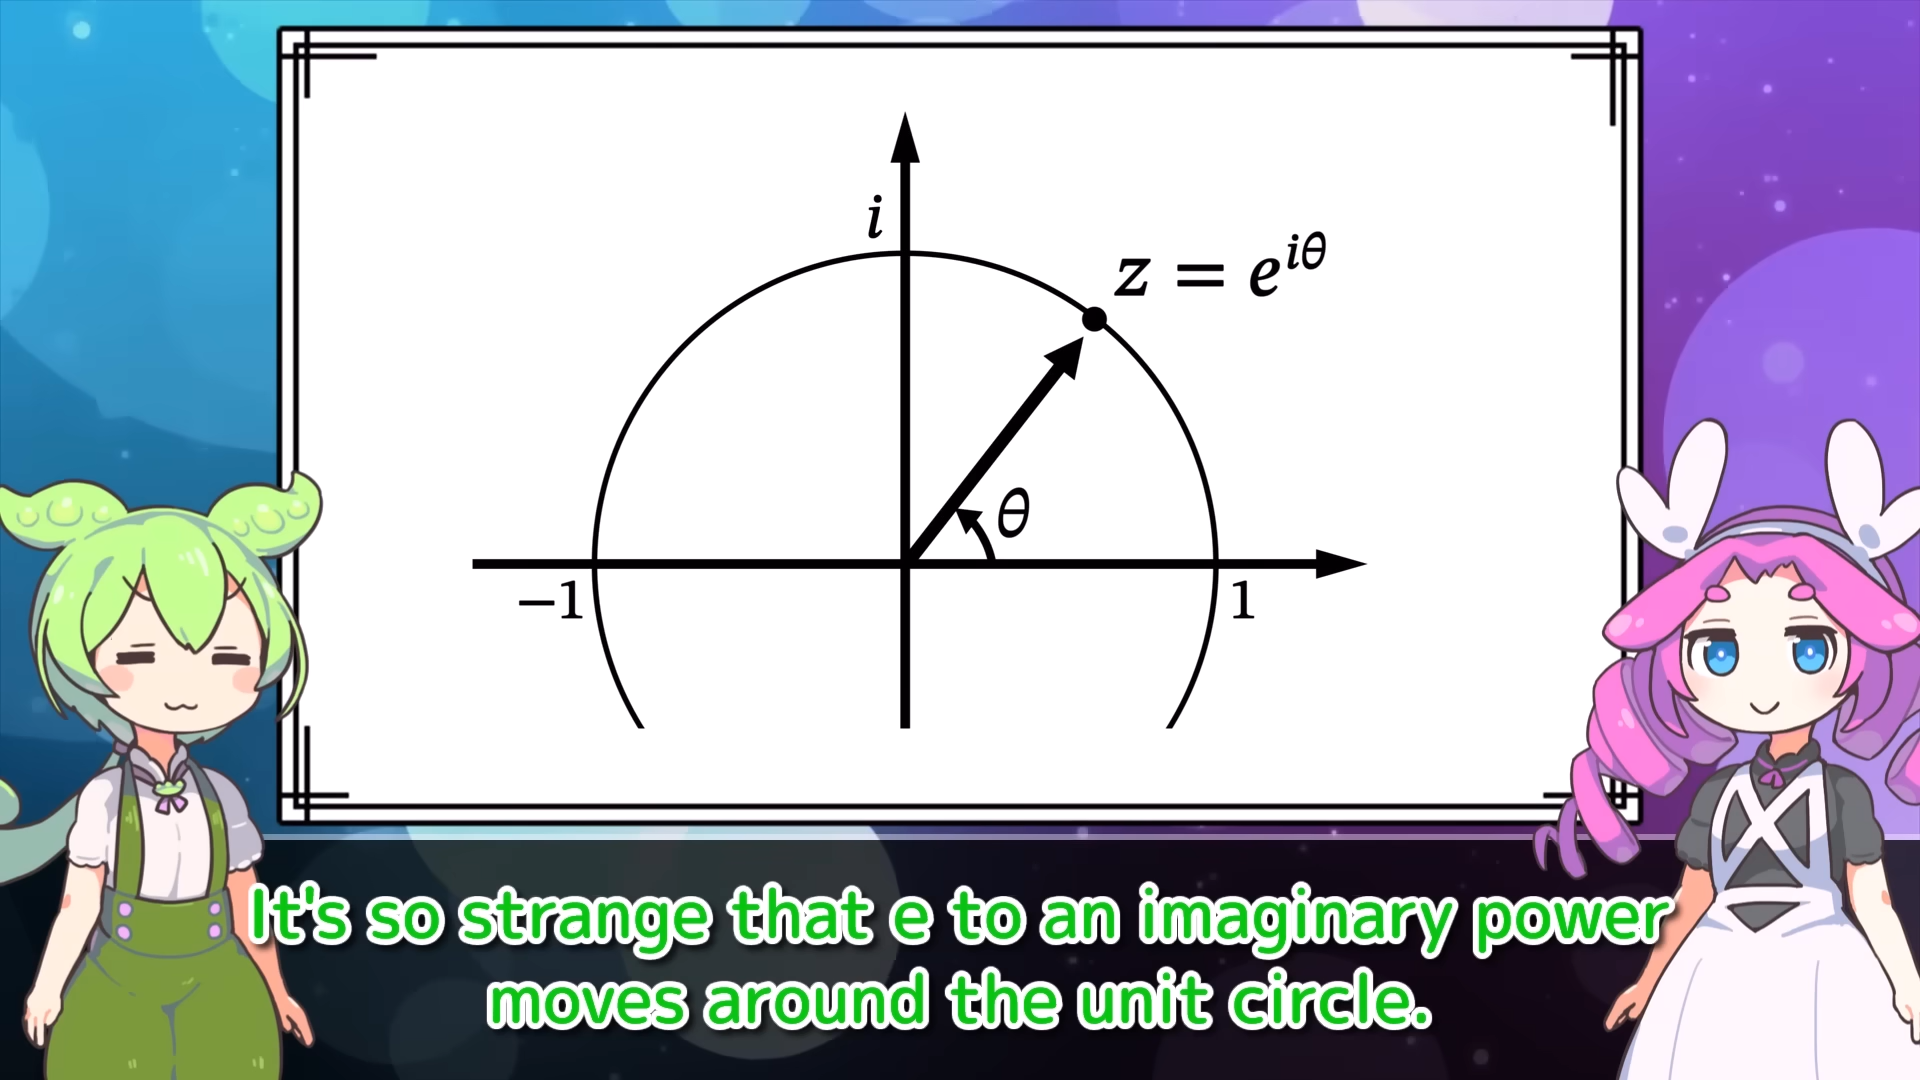 i
z = e^{iθ}
θ
−1
1
It's so strange that e to an imaginary power
moves around the unit circle.